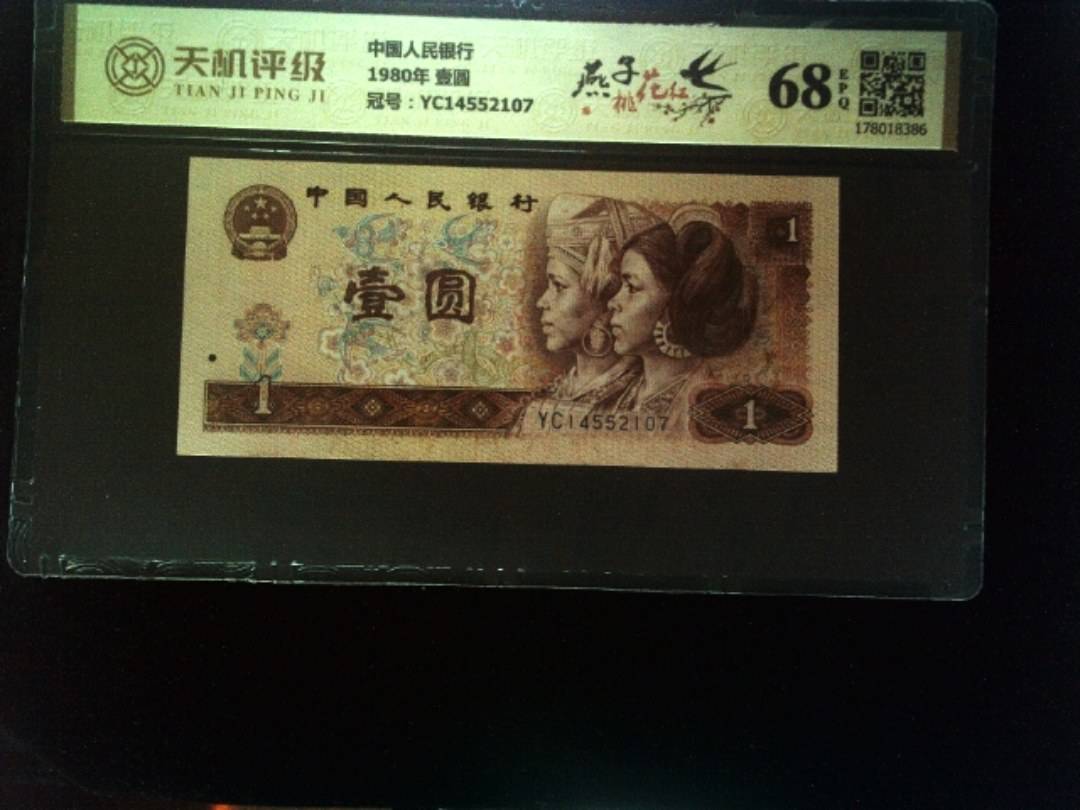 天机评级
TIAN JI PING JI
中国人民银行
1980年 壹圆
冠号：YC14552107
燕子
桃花红
68
EPQ
178018386
中国人民银行
壹圆
1
1
YC14552107
1